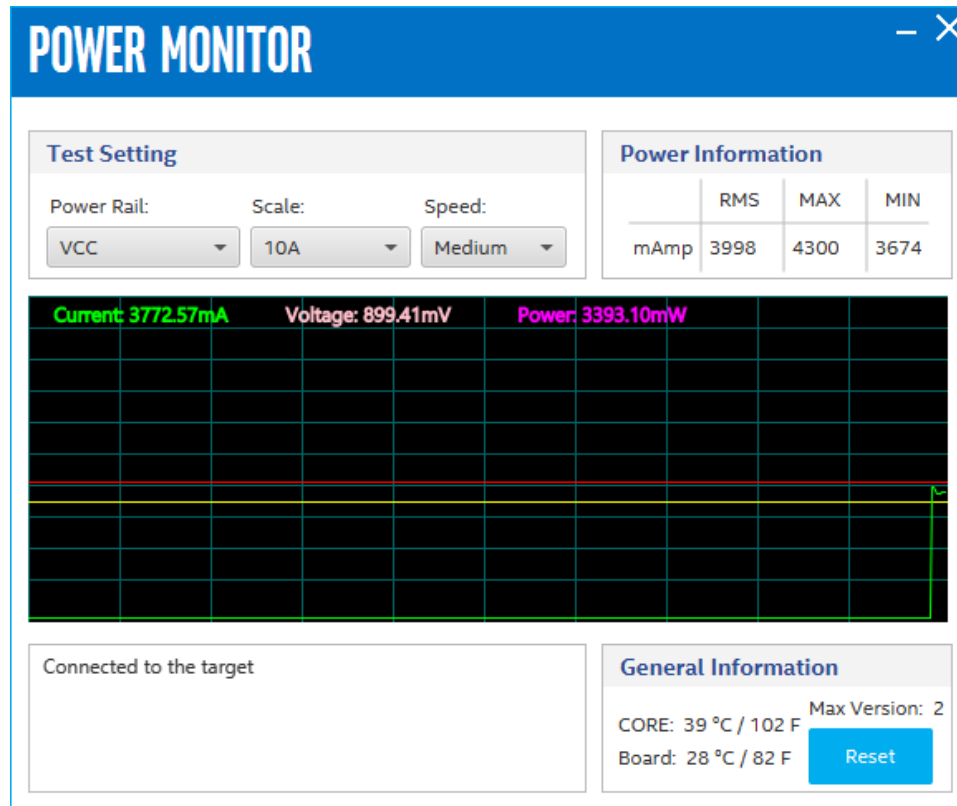 POWER MONITOR
Test Setting
Power Rail: Scale: Speed:
VCC 10A Medium
Power Information
RMS MAX MIN
mAmp 3998 4300 3674
Current: 3772.57mA Voltage: 899.41mV Power: 3393.10mW
Connected to the target
General Information
Max Version: 2
CORE: 39 ºC / 102 F
Board: 28 ºC / 82 F
Reset